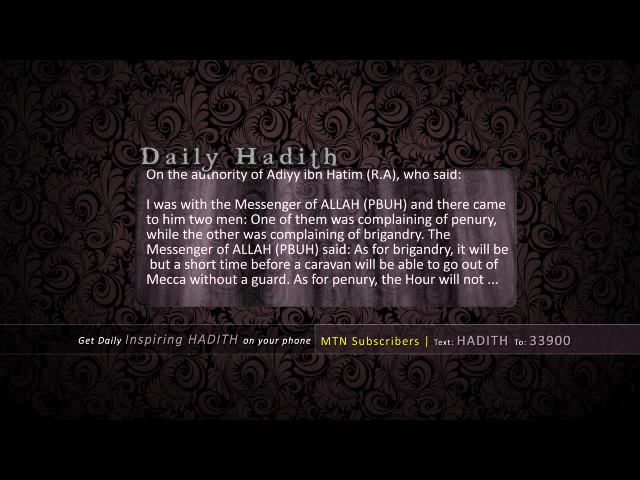 Daily Hadith
On the authority of Adiyy ibn Hatim (R.A), who said:
I was with the Messenger of ALLAH (PBUH) and there came
to him two men: One of them was complaining of penury,
while the other was complaining of brigandry. The
Messenger of ALLAH (PBUH) said: As for brigandry, it will be
but a short time before a caravan will be able to go out of
Mecca without a guard. As for penury, the Hour will not ...
Get Daily Inspiring HADITH on your phone MTN Subscribers | Text: HADITH To: 33900